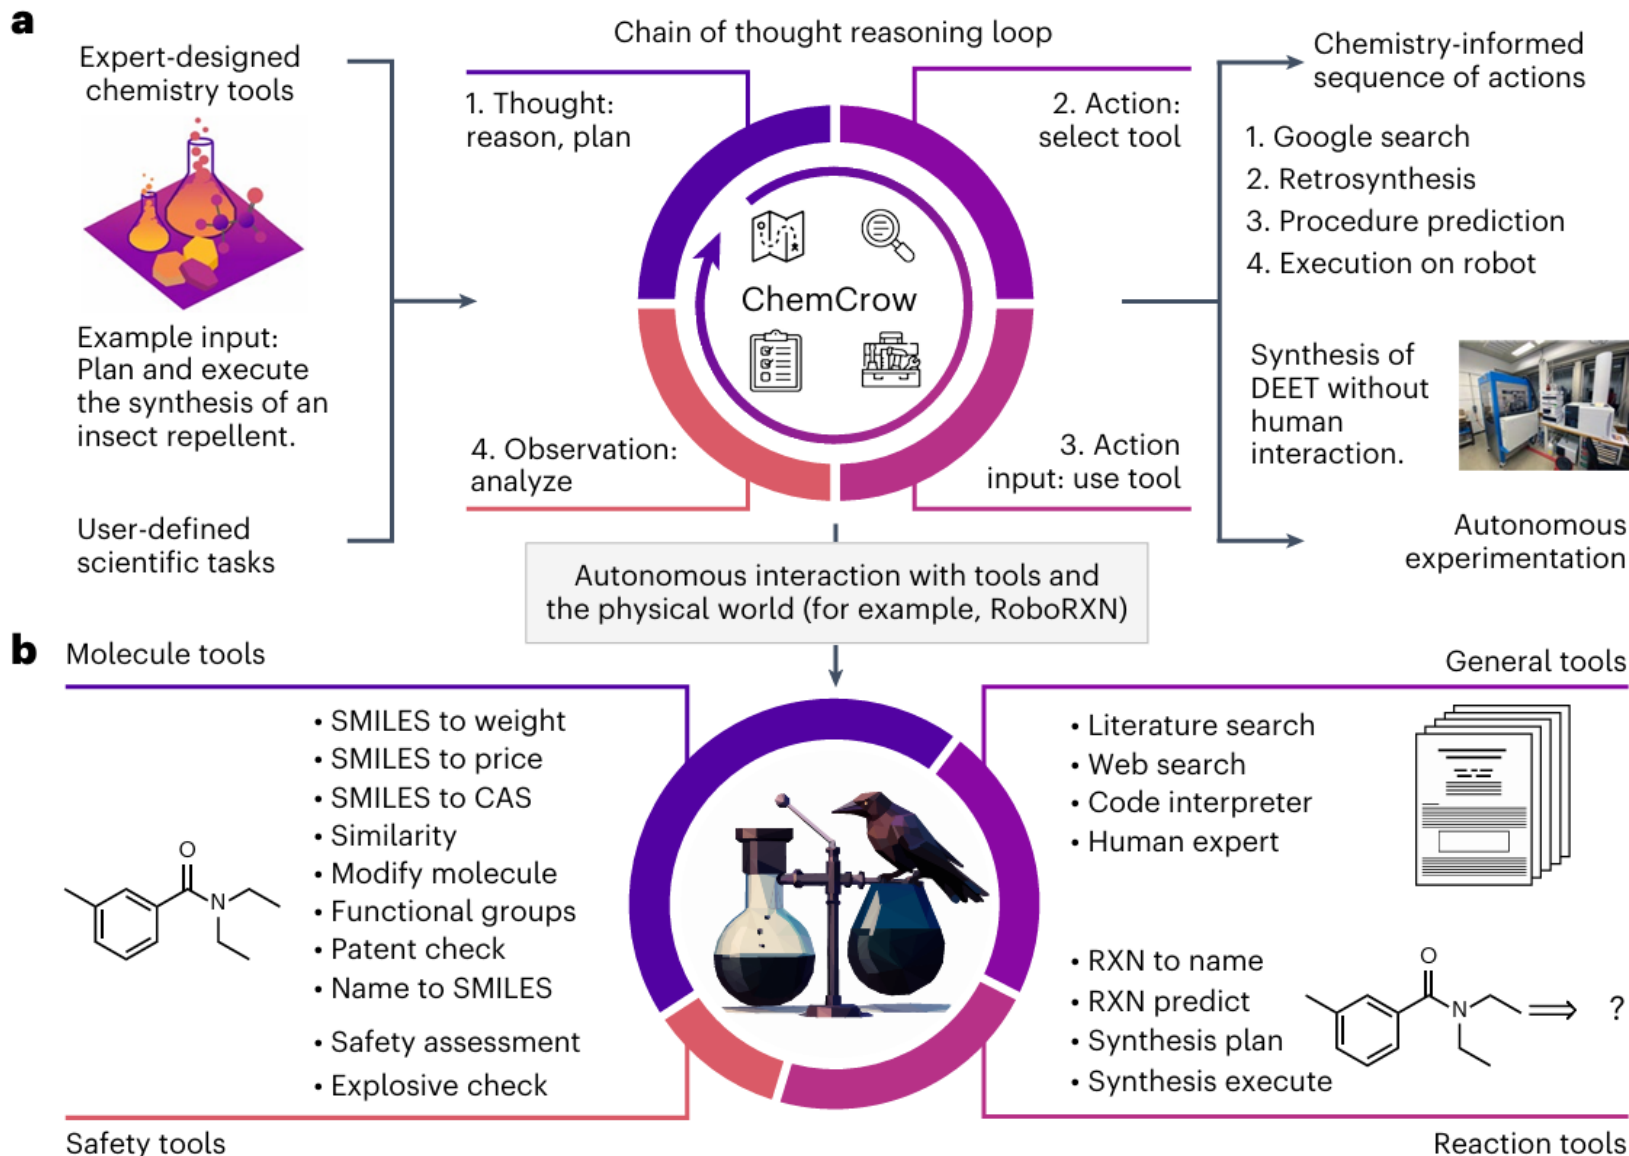 a
Chain of thought reasoning loop
Expert-designed
chemistry tools
Example input:
Plan and execute
the synthesis of an
insect repellent.
User-defined
scientific tasks
1. Thought:
reason, plan
2. Action:
select tool
ChemCrow
4. Observation:
analyze
3. Action
input: use tool
Chemistry-informed
sequence of actions
1. Google search
2. Retrosynthesis
3. Procedure prediction
4. Execution on robot
Synthesis of
DEET without
human
interaction.
Autonomous
experimentation
Autonomous interaction with tools and
the physical world (for example, RoboRXN)
b
Molecule tools
• SMILES to weight
• SMILES to price
• SMILES to CAS
• Similarity
• Modify molecule
• Functional groups
• Patent check
• Name to SMILES
O
N
• Safety assessment
• Explosive check
Safety tools
General tools
• Literature search
• Web search
• Code interpreter
• Human expert
• RXN to name
• RXN predict
• Synthesis plan
• Synthesis execute
O
N
?
Reaction tools